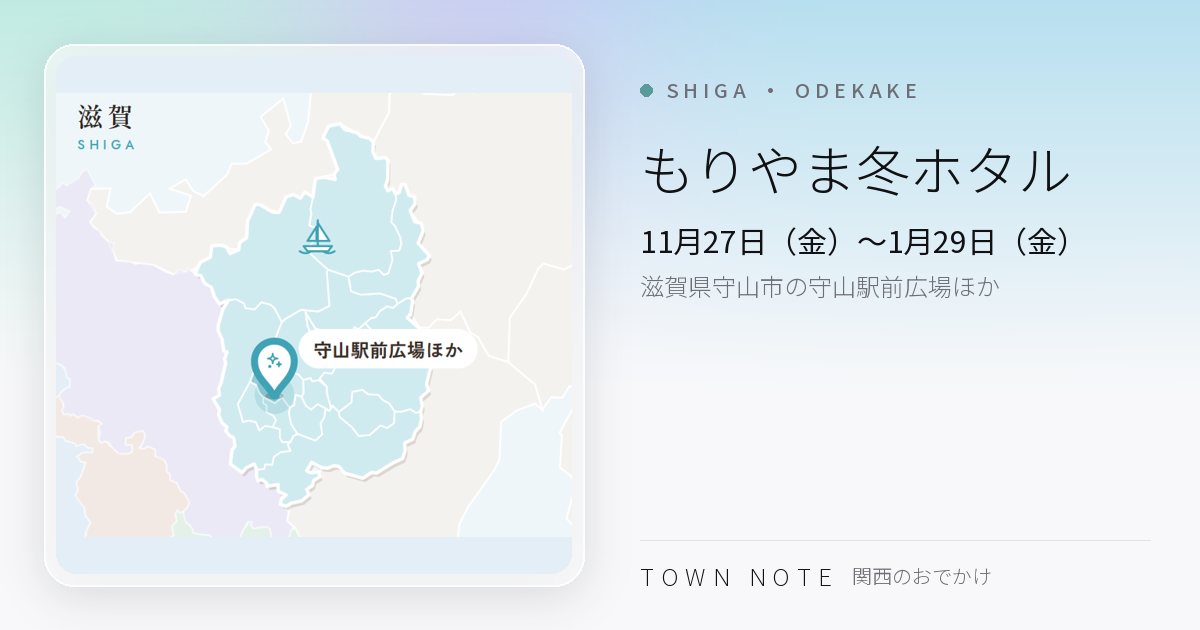 滋賀
SHIGA
守山駅前広場ほか
SHIGA • ODEKAKE
もりやま冬ホタル
11月27日（金）〜1月29日（金）
滋賀県守山市の守山駅前広場ほか
TOWN NOTE 関西のおでかけ